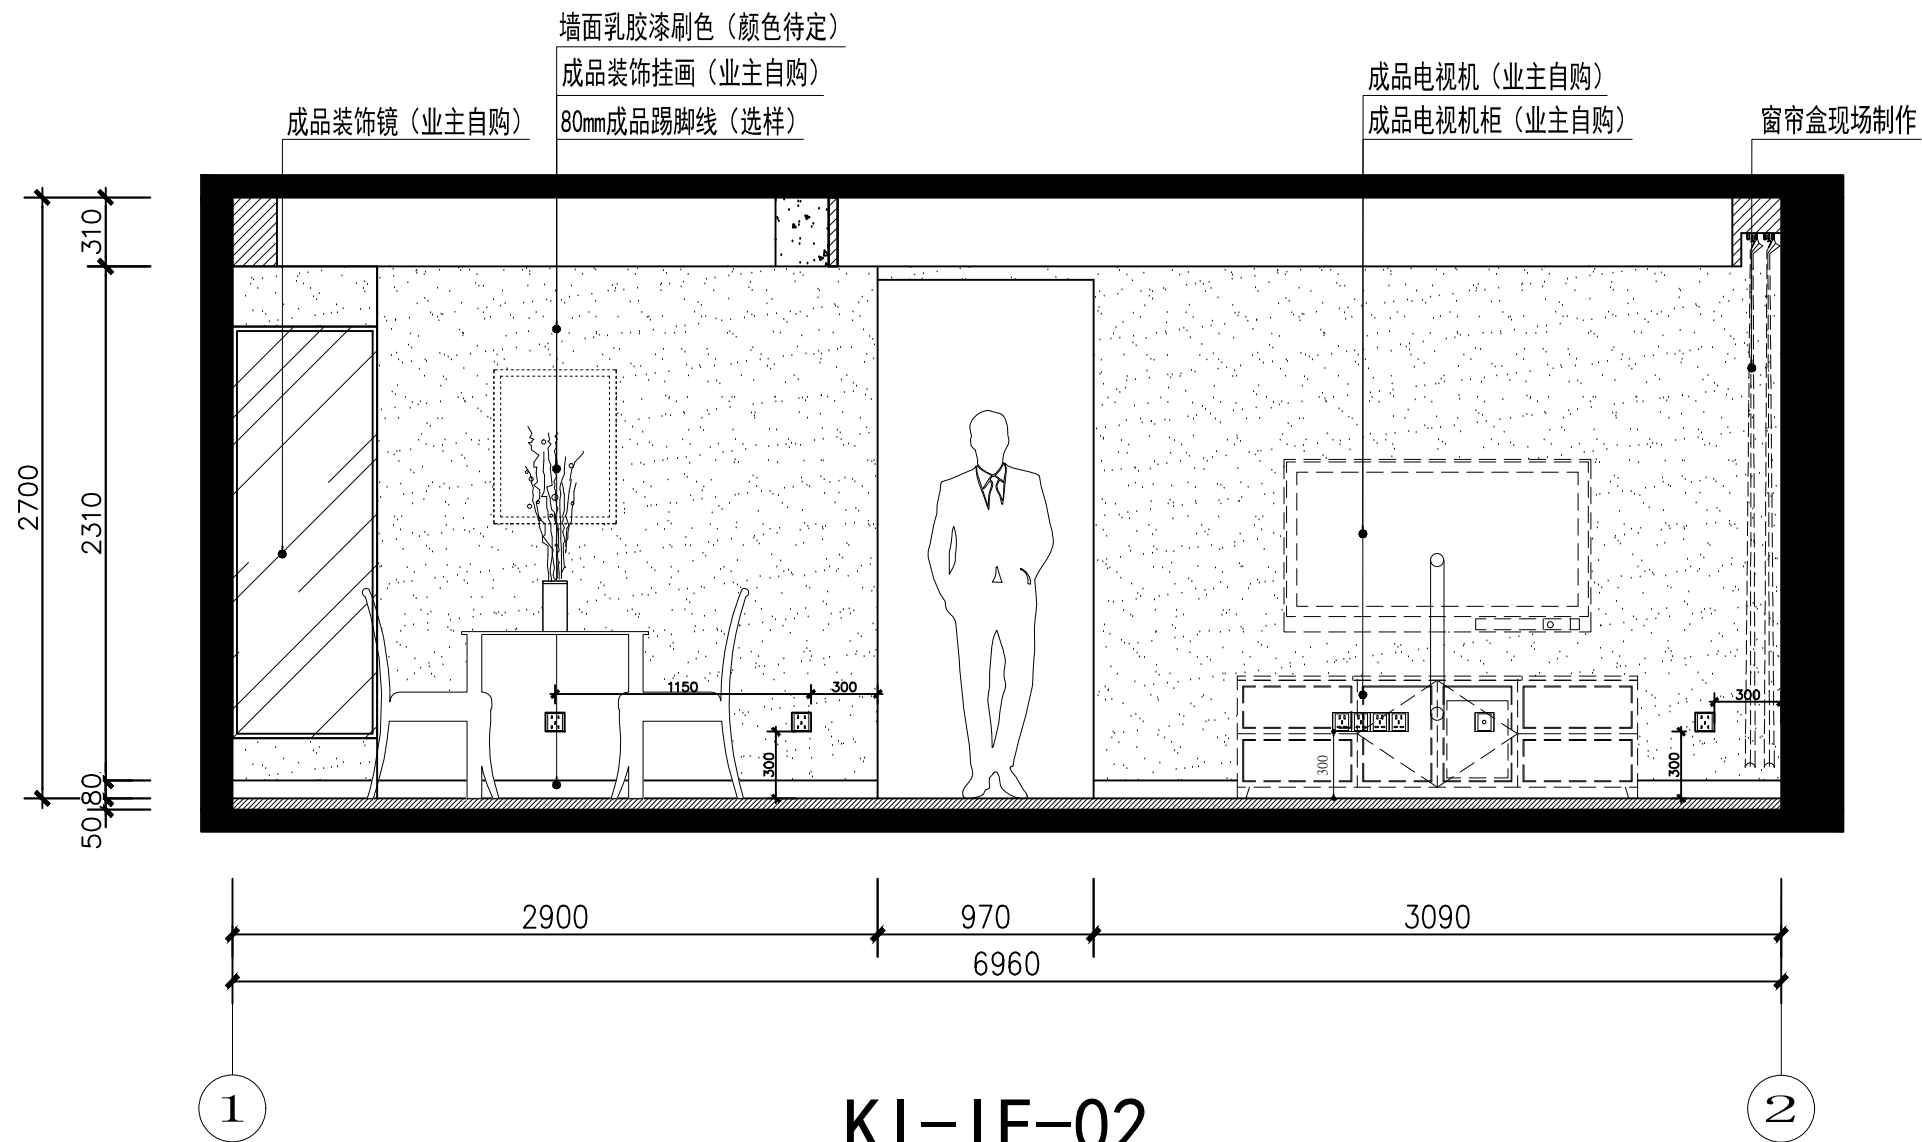 墙面乳胶漆刷色（颜色待定）
成品装饰挂画（业主自购）
成品装饰镜（业主自购）
80mm成品踢脚线（选样）
成品电视机（业主自购）
成品电视机柜（业主自购）
窗帘盒现场制作
310
2700
2310
80
50
1150
300
300
300
300
300
2900
970
3090
6960
1
2